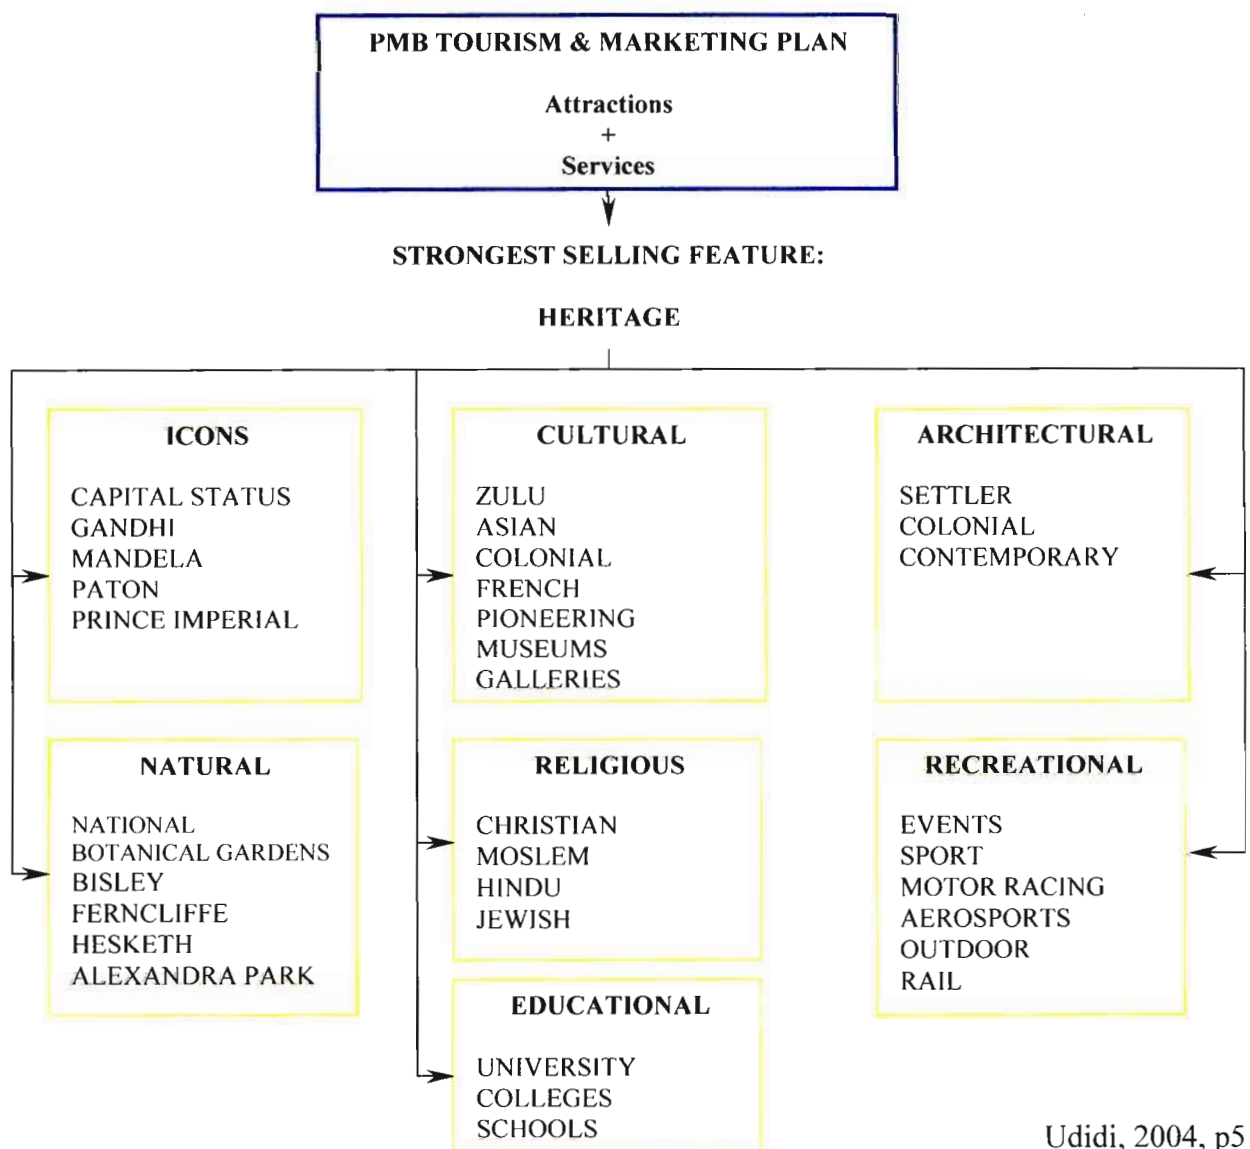 PMB TOURISM & MARKETING PLAN
Attractions
+
Services
STRONGEST SELLING FEATURE:
HERITAGE
ICONS
CAPITAL STATUS
GANDHI
MANDELA
PATON
PRINCE IMPERIAL
CULTURAL
ZULU
ASIAN
COLONIAL
FRENCH
PIONEERING
MUSEUMS
GALLERIES
ARCHITECTURAL
SETTLER
COLONIAL
CONTEMPORARY
NATURAL
NATIONAL
BOTANICAL GARDENS
BISLEY
FERNCLIFFE
HESKETH
ALEXANDRA PARK
RELIGIOUS
CHRISTIAN
MOSLEM
HINDU
JEWISH
RECREATIONAL
EVENTS
SPORT
MOTOR RACING
AEROSPORTS
OUTDOOR
RAIL
EDUCATIONAL
UNIVERSITY
COLLEGES
SCHOOLS
Udidi, 2004, p5